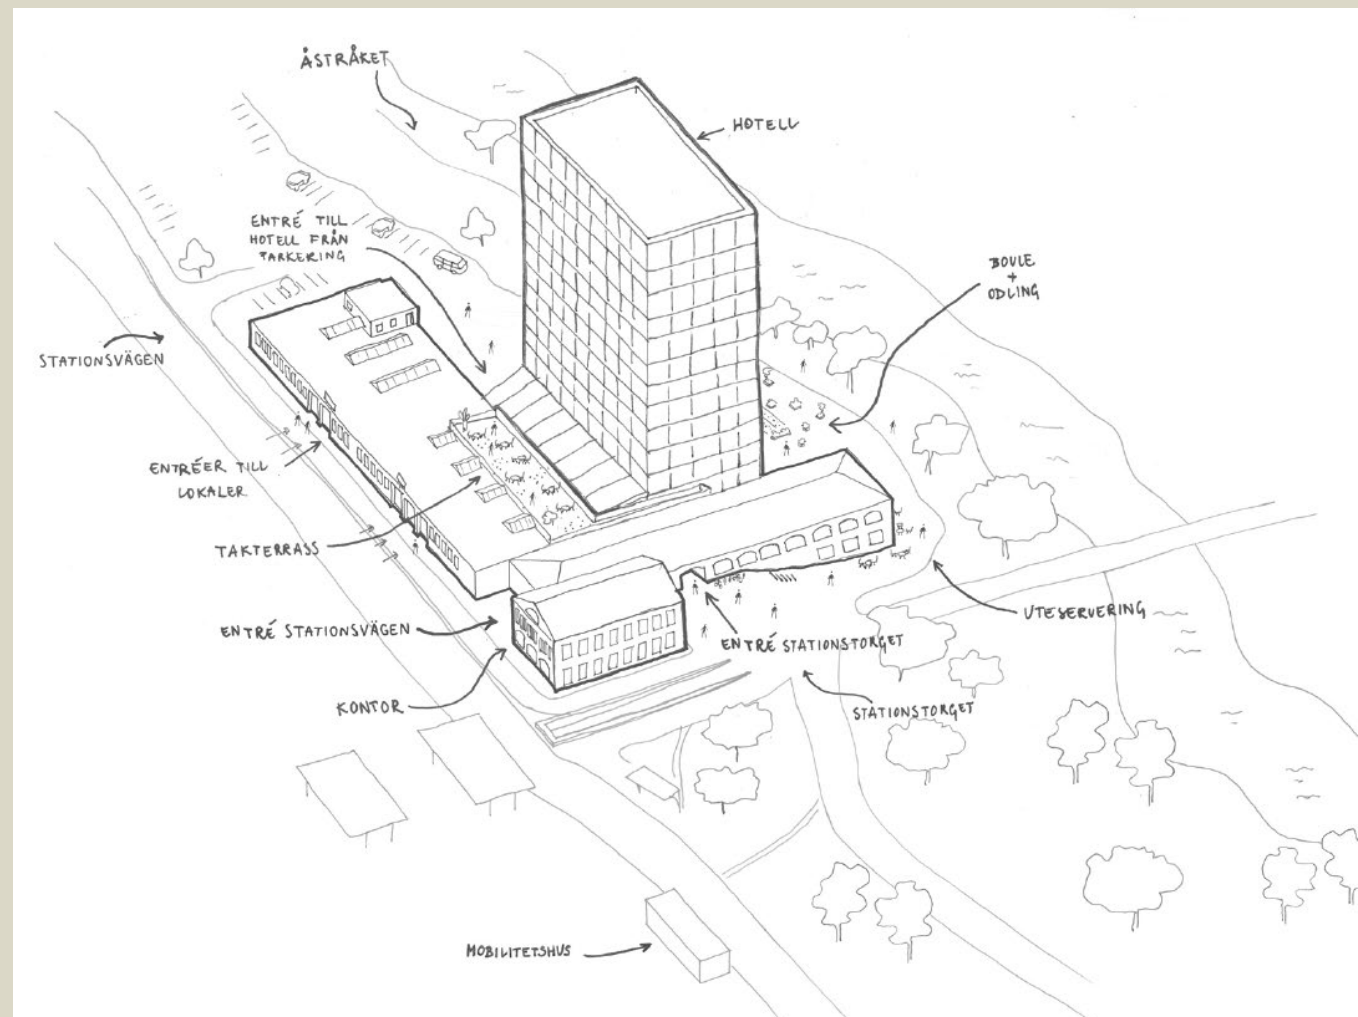 ÅSTRÅKET
HOTELL
ENTRÉ TILL
HOTELL FRÅN
PARKERING
BOULE
+
ODLING
STATIONSVÄGEN
ENTRÉER TILL
LOKALER
TAKTERRASS
ENTRÉ STATIONSVÄGEN
UTESERVERING
ENTRÉ STATIONSTORGET
KONTOR
STATIONSTORGET
MOBILITETSHUS